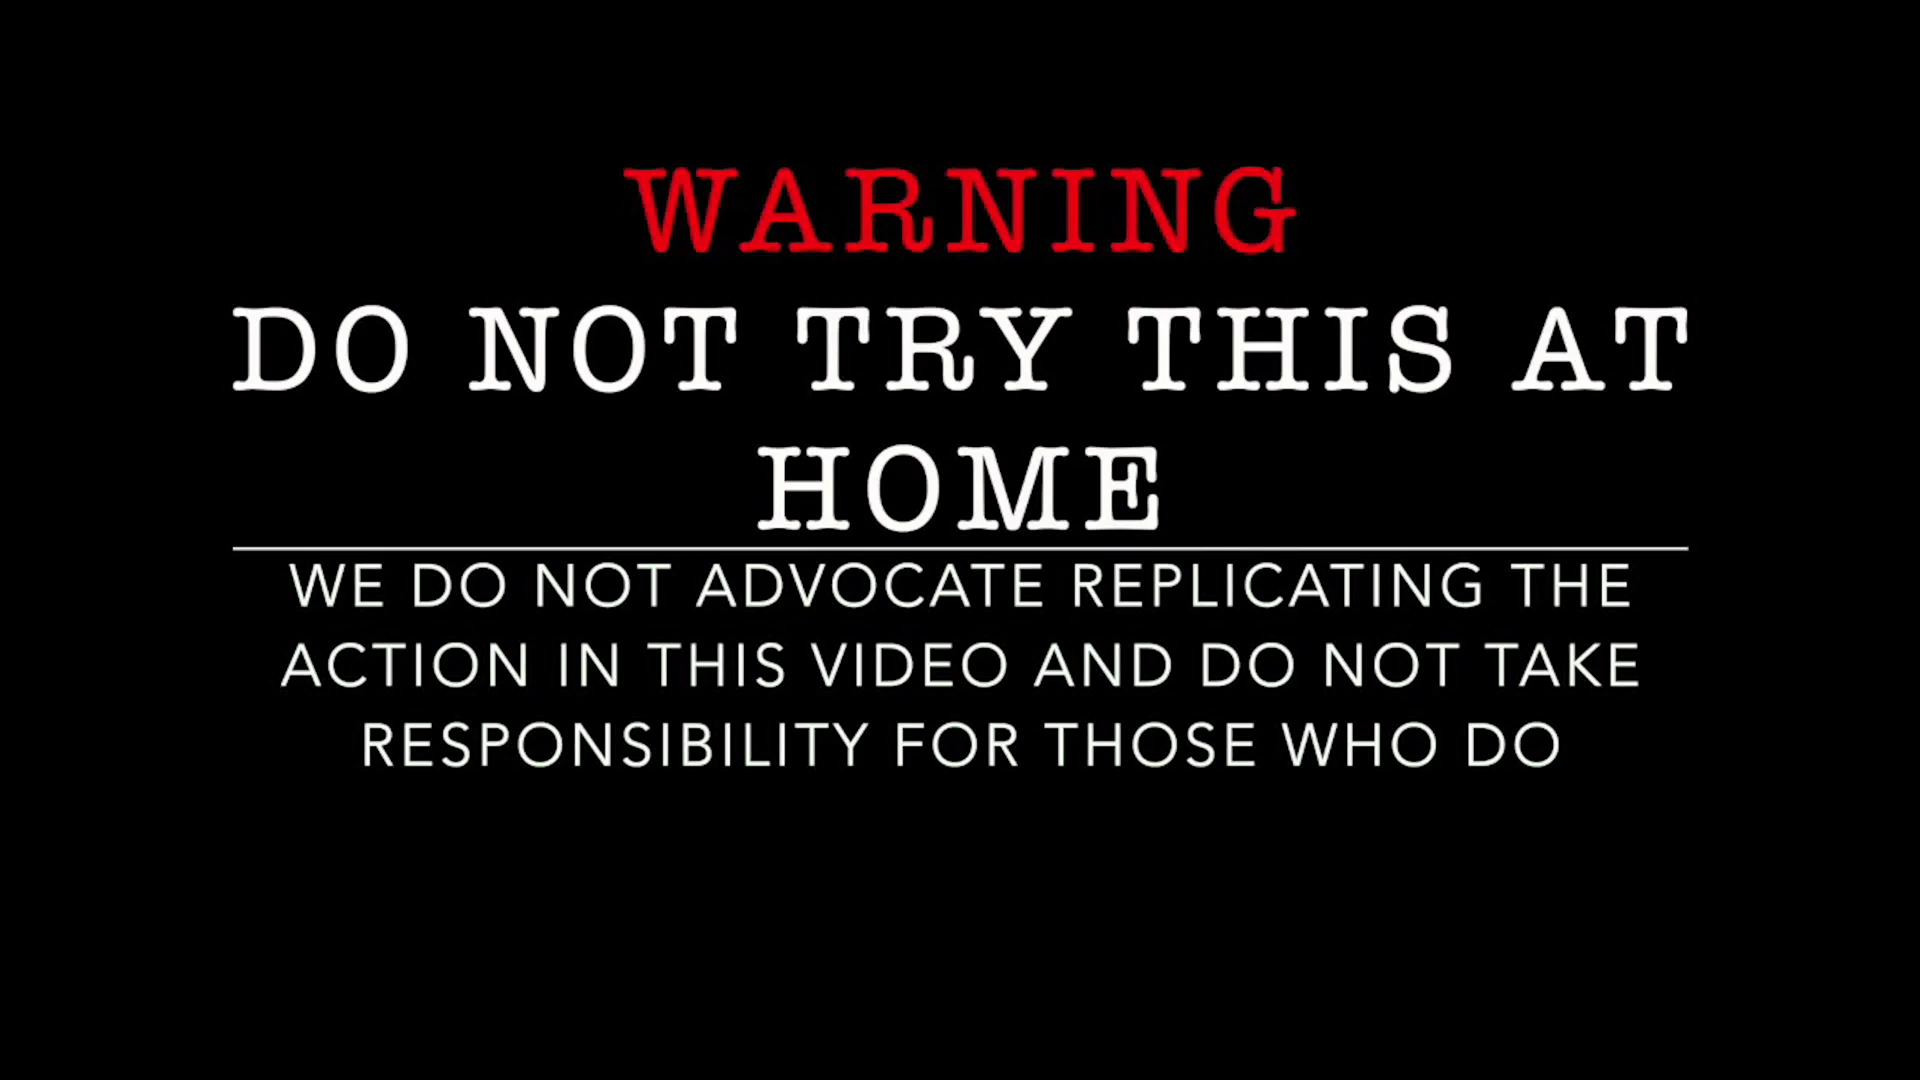 WARNING
DO NOT TRY THIS AT
HOME
WE DO NOT ADVOCATE REPLICATING THE
ACTION IN THIS VIDEO AND DO NOT TAKE
RESPONSIBILITY FOR THOSE WHO DO